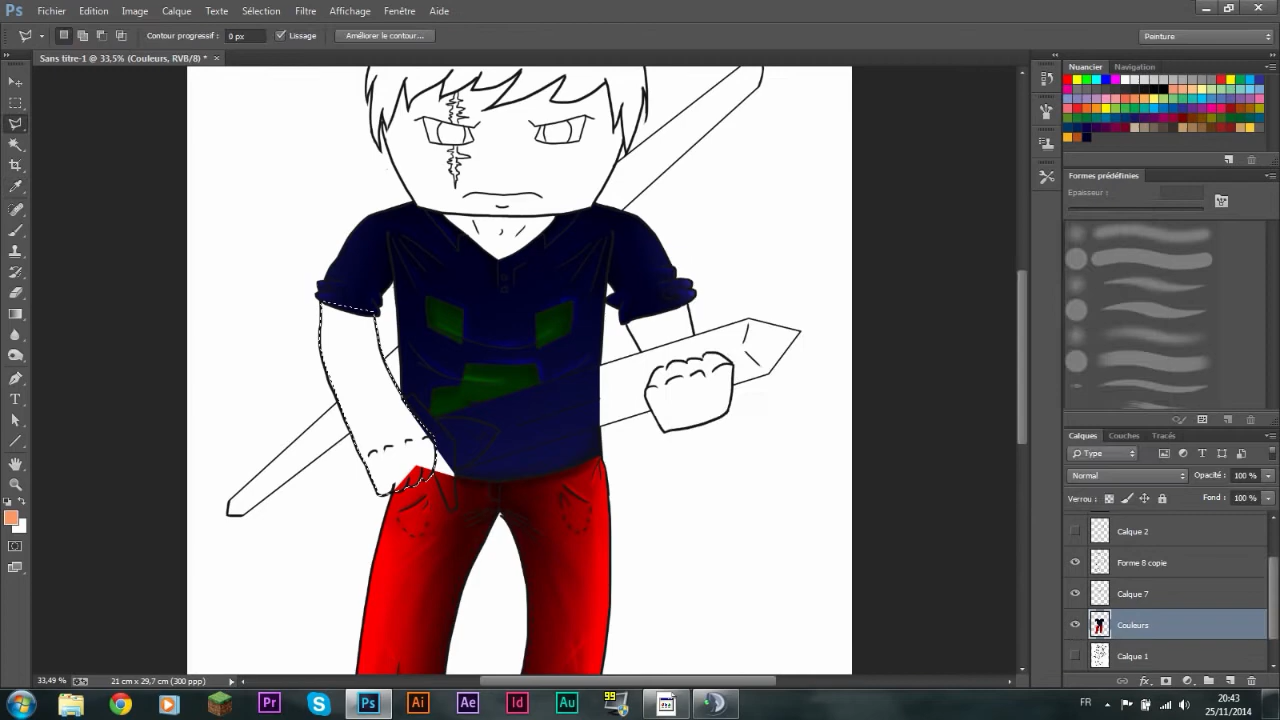 Ps Fichier Edition Image Calque Texte Sélection Filtre Affichage Fenêtre Aide
Contour progressif : 0 px Lissage Améliorer le contour... Peinture
Sans titre-1 @ 33,5% (Couleurs, RVB/8) * ×
Nuancier Navigation
Formes prédéfinies
Epaisseur :
Calques Couches Tracés
Type
Normal Opacité : 100 %
Verrou : Fond : 100 %
Calque 2
Forme 8 copie
Calque 7
Couleurs
Calque 1
33,49 % 21 cm x 29,7 cm (300 ppp)
Pr Ps Ai Ae Id Au 99 FR 20:43
25/11/2014